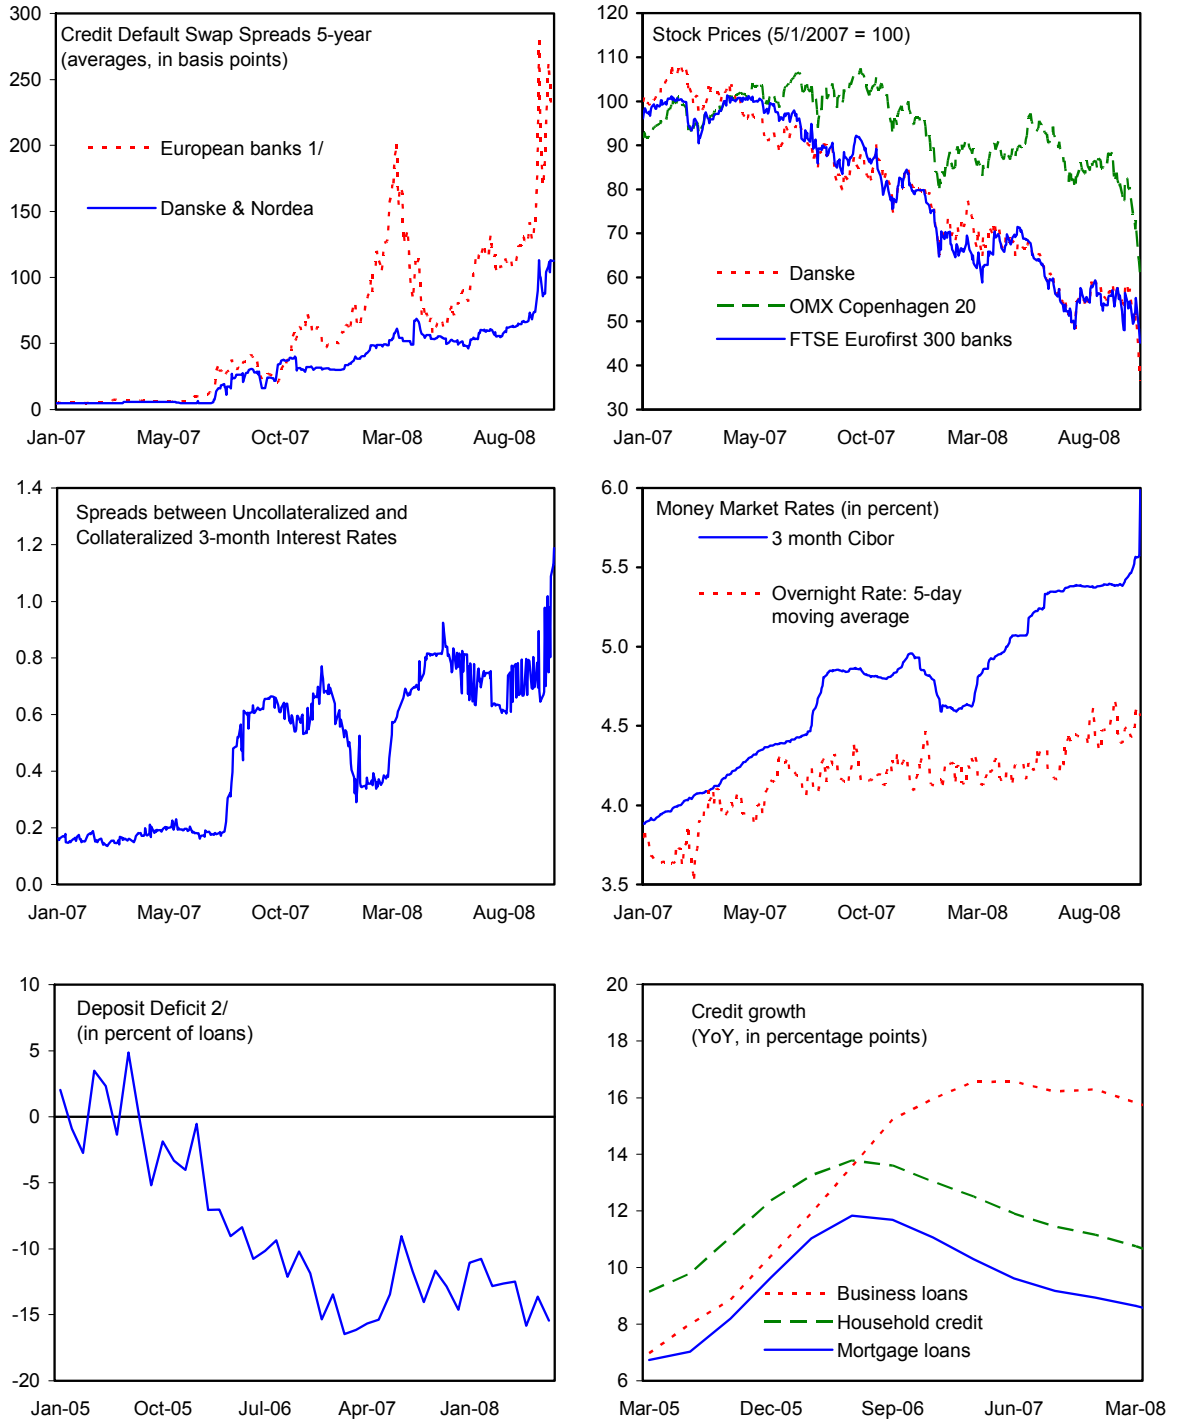 Credit Default Swap Spreads 5-year
(averages, in basis points)
European banks 1/
Danske & Nordea
300
250
200
150
100
50
0
Jan-07 May-07 Oct-07 Mar-08 Aug-08
Stock Prices (5/1/2007 = 100)
Danske
OMX Copenhagen 20
FTSE Eurofirst 300 banks
120
110
100
90
80
70
60
50
40
30
Jan-07 May-07 Oct-07 Mar-08 Aug-08
Spreads between Uncollateralized and
Collateralized 3-month Interest Rates
1.4
1.2
1.0
0.8
0.6
0.4
0.2
0.0
Jan-07 May-07 Oct-07 Mar-08 Aug-08
Money Market Rates (in percent)
3 month Cibor
Overnight Rate: 5-day
moving average
6.0
5.5
5.0
4.5
4.0
3.5
Jan-07 May-07 Oct-07 Mar-08 Aug-08
Deposit Deficit 2/
(in percent of loans)
10
5
0
-5
-10
-15
-20
Jan-05 Oct-05 Jul-06 Apr-07 Jan-08
Credit growth
(YoY, in percentage points)
Business loans
Household credit
Mortgage loans
20
18
16
14
12
10
8
6
Mar-05 Dec-05 Sep-06 Jun-07 Mar-08